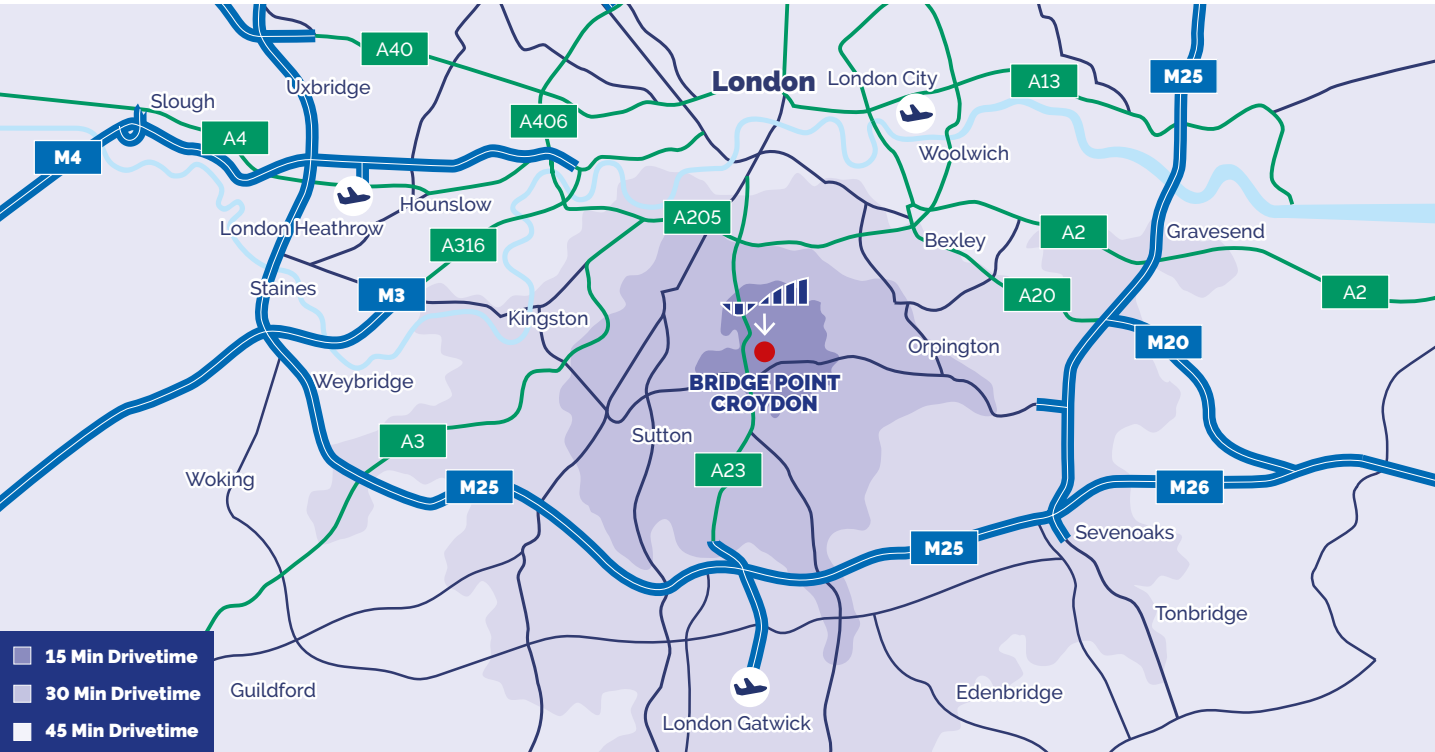 A40
London
London City
A13
M25
Uxbridge
Slough
A406
A4
M4
Woolwich
Hounslow
A205
London Heathrow
A316
Bexley
A2
Gravesend
Staines
M3
A20
A2
Kingston
M20
Orpington
Weybridge
BRIDGE POINT
CROYDON
Sutton
A3
A23
Woking
M25
M26
Sevenoaks
M25
Tonbridge
15 Min Drivetime
30 Min Drivetime
45 Min Drivetime
Guildford
Edenbridge
London Gatwick